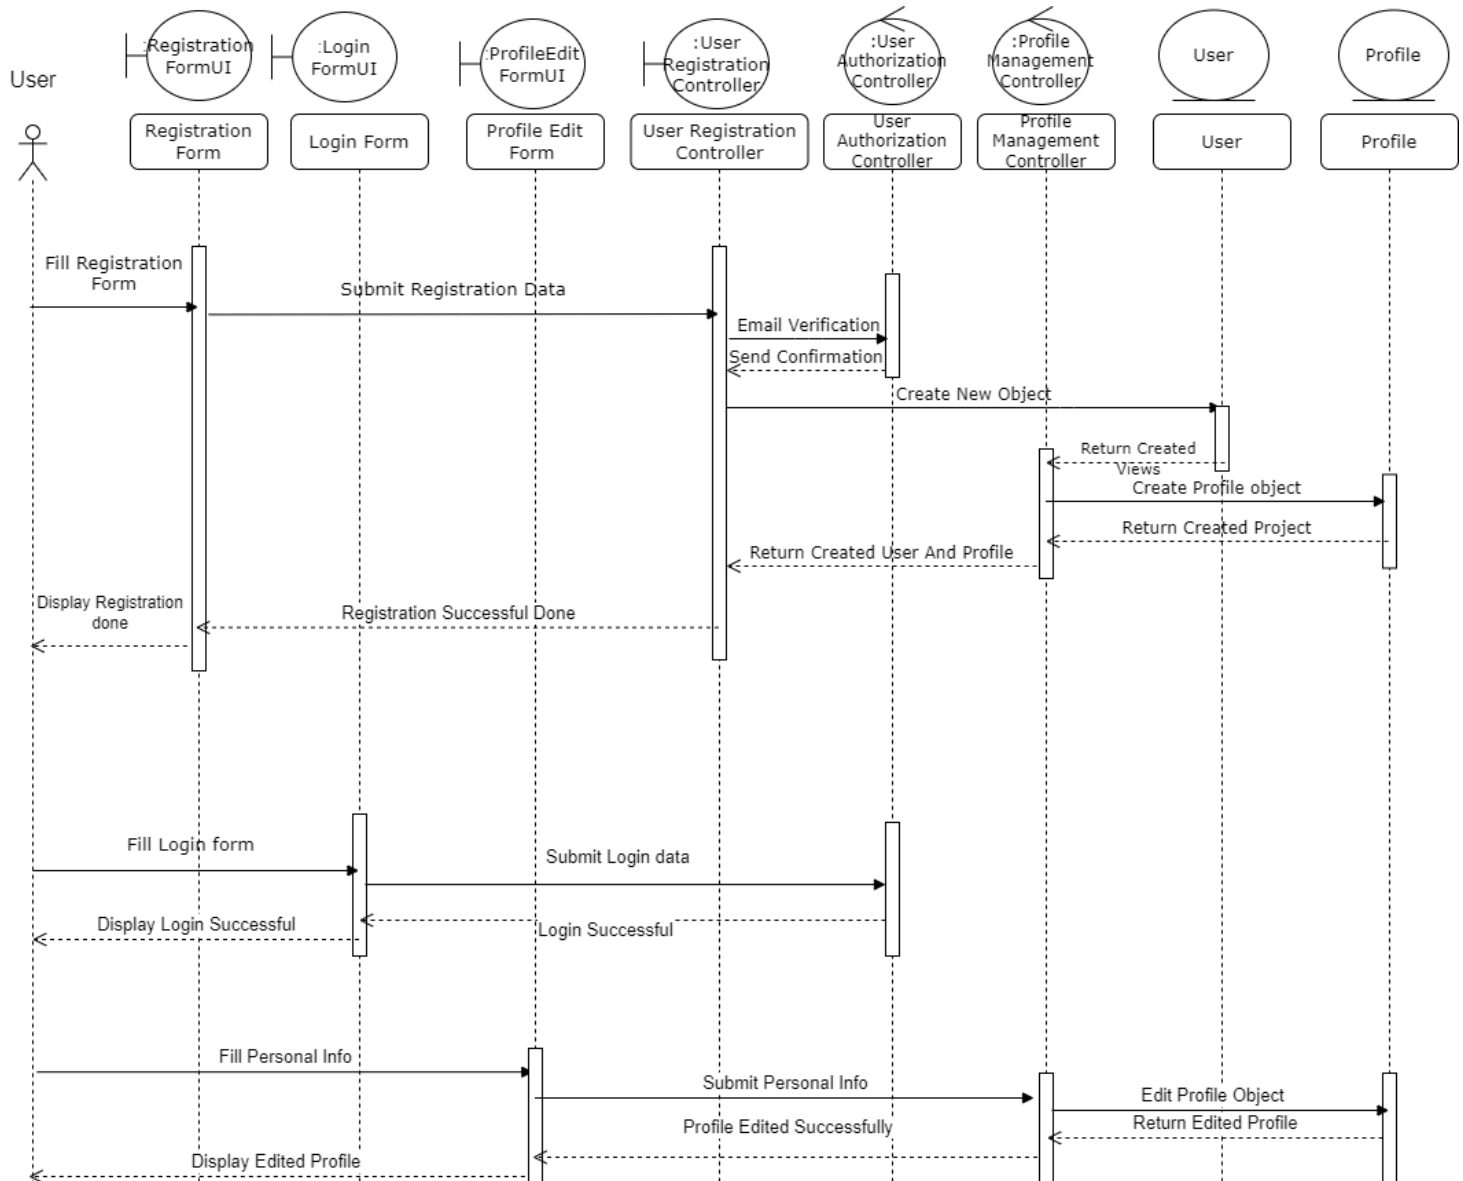 :Registration
FormUI
:Login
FormUI
:ProfileEdit
FormUI
:User
Registration
Controller
:User
Authorization
Controller
:Profile
Management
Controller
User
Profile
User
Registration
Form
Login Form
Profile Edit
Form
User Registration
Controller
User
Authorization
Controller
Profile
Management
Controller
User
Profile
Fill Registration
Form
Submit Registration Data
Email Verification
Send Confirmation
Create New Object
Return Created
Views
Create Profile object
Return Created Project
Return Created User And Profile
Display Registration
done
Registration Successful Done
Fill Login form
Submit Login data
Display Login Successful
Login Successful
Fill Personal Info
Submit Personal Info
Edit Profile Object
Return Edited Profile
Profile Edited Successfully
Display Edited Profile